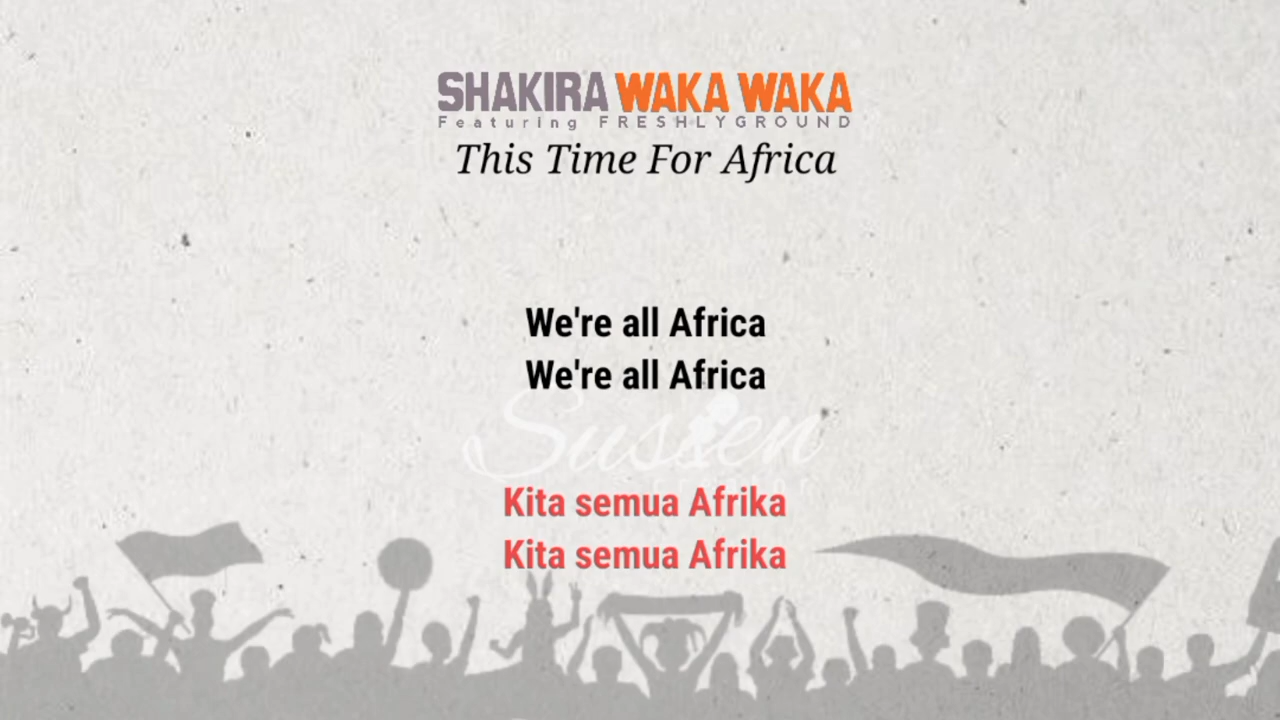 SHAKIRA WAKA WAKA
Featuring FRESHLYGROUND
This Time For Africa
We're all Africa
We're all Africa
Susien
Kita semua Afrika
Kita semua Afrika